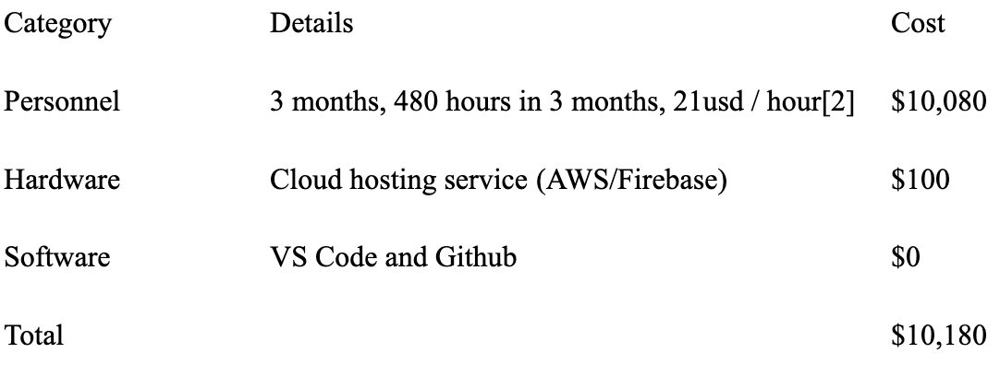 Category Details Cost
Personnel 3 months, 480 hours in 3 months, 21usd / hour[2] $10,080
Hardware Cloud hosting service (AWS/Firebase) $100
Software VS Code and Github $0
Total $10,180